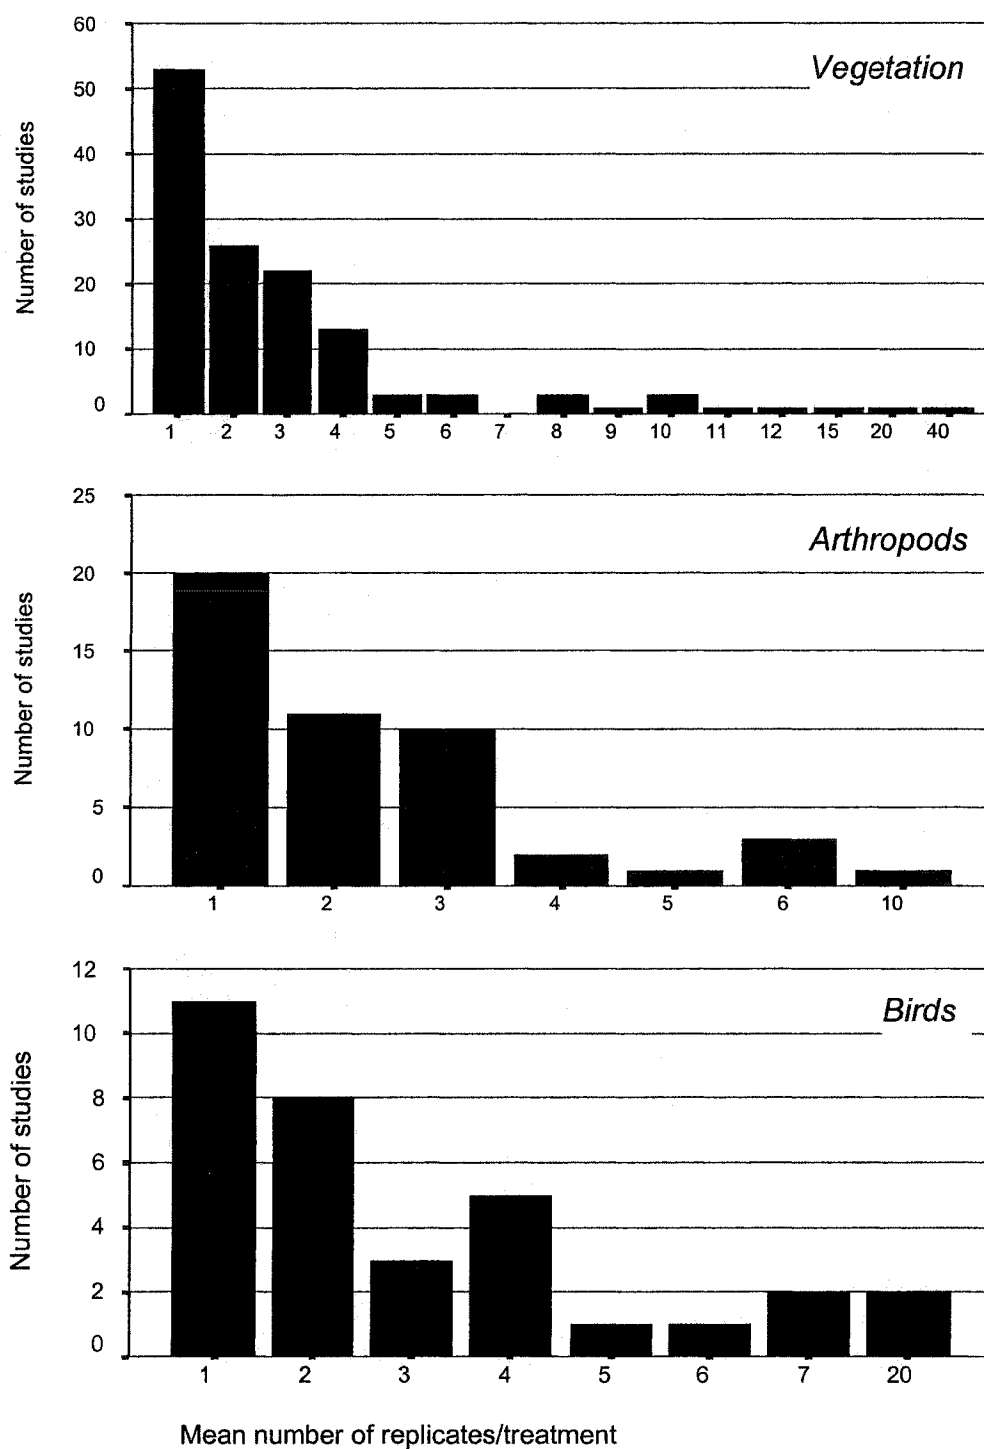 60
50
40
30
20
10
0
Number of studies
Vegetation
1 2 3 4 5 6 7 8 9 10 11 12 15 20 40
25
20
15
10
5
0
Number of studies
Arthropods
1 2 3 4 5 6 10
12
10
8
6
4
2
0
Number of studies
Birds
1 2 3 4 5 6 7 20
Mean number of replicates/treatment